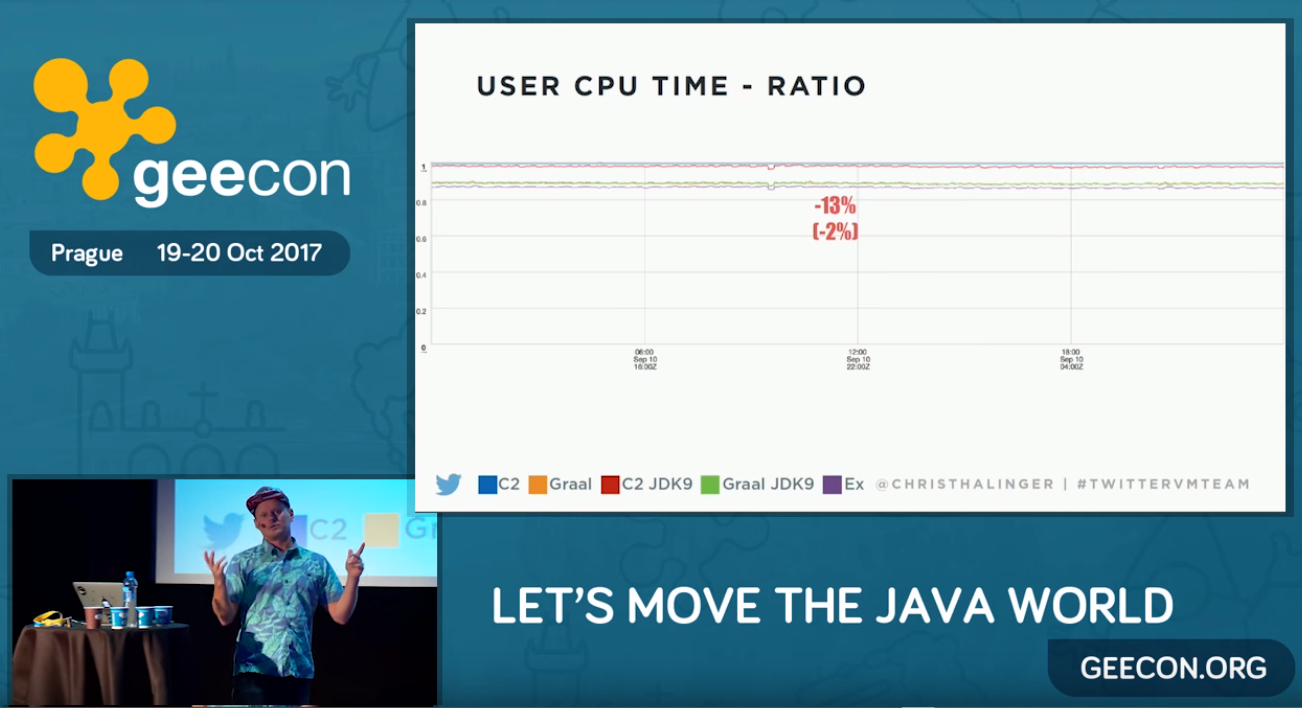 geecon
Prague 19-20 Oct 2017
USER CPU TIME - RATIO
1
0.8
0.6
0.4
0.2
0
-13%
(-2%)
06:00
Sep 10
16:00Z
12:00
Sep 10
22:00Z
18:00
Sep 10
04:00Z
C2 Graal C2 JDK9 Graal JDK9 Ex @CHRISTHALINGER | #TWITTERVMTEAM
C2 Gr
LET'S MOVE THE JAVA WORLD
GEECON.ORG